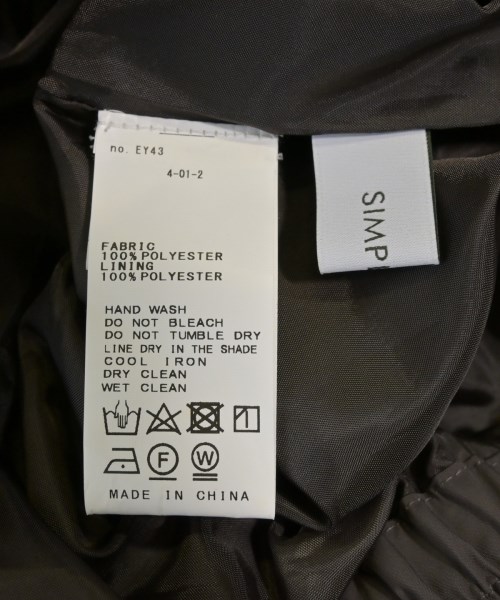 no. EY43
4-01-2
FABRIC
100% POLYESTER
LINING
100% POLYESTER
HAND WASH
DO NOT BLEACH
DO NOT TUMBLE DRY
LINE DRY IN THE SHADE
COOL IRON
DRY CLEAN
WET CLEAN
F W
MADE IN CHINA